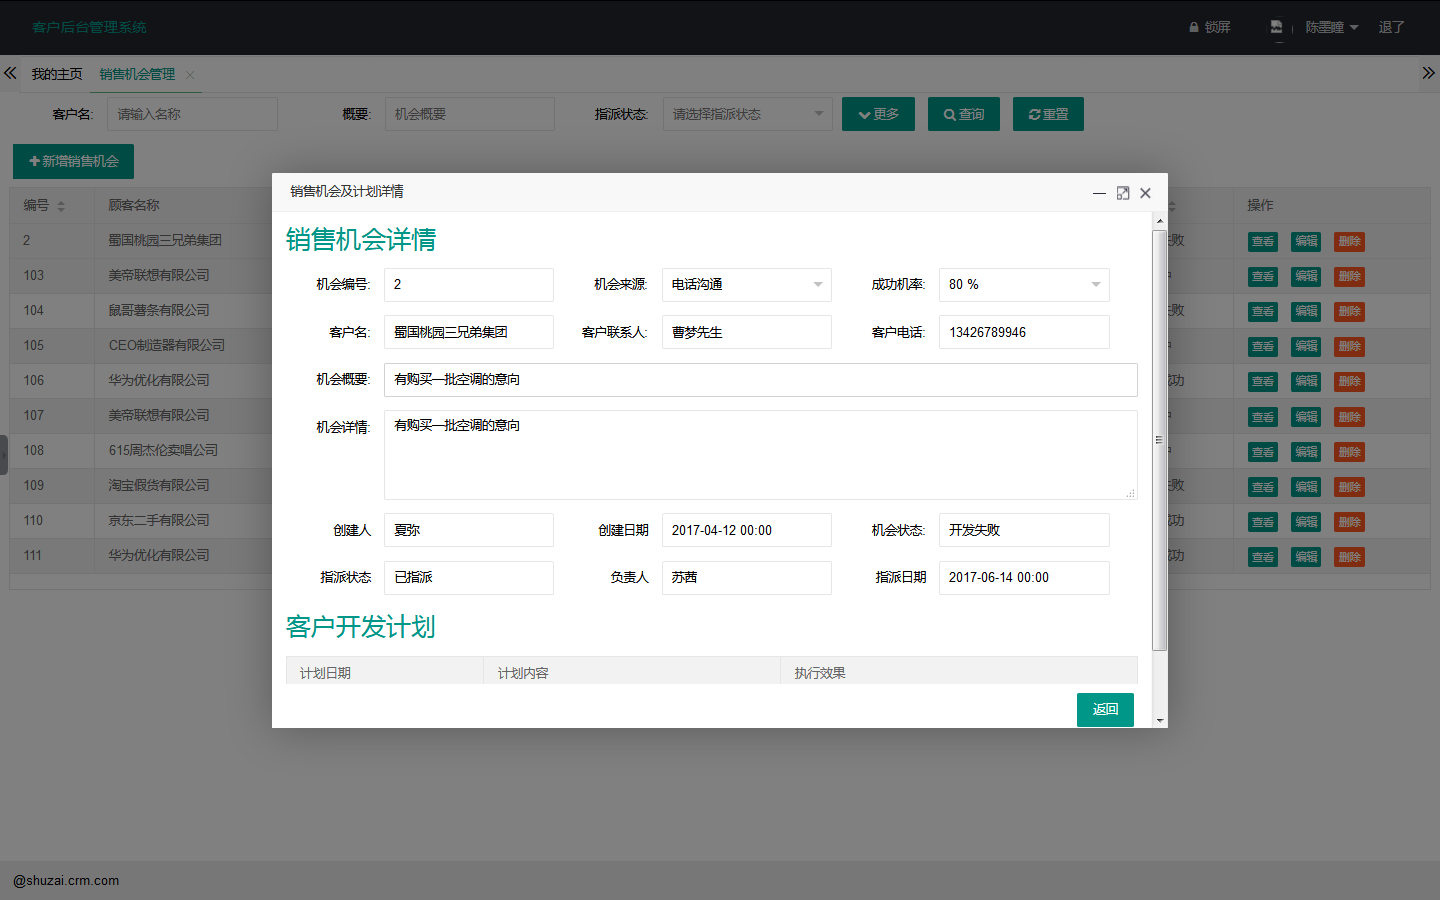 客户后台管理系统 锁屏 陈墨瞳 退了
我的主页 销售机会管理
客户名: 请输入名称 概要: 机会概要 指派状态: 请选择指派状态 更多 查询 重置
新增销售机会
编号 顾客名称 操作
2 蜀国桃园三兄弟集团 败 查看 编辑 删除
103 美帝联想有限公司 查看 编辑 删除
104 鼠哥薯条有限公司 败 查看 编辑 删除
105 CEO制造器有限公司 查看 编辑 删除
106 华为优化有限公司 功 查看 编辑 删除
107 美帝联想有限公司 查看 编辑 删除
108 615周杰伦卖唱公司 查看 编辑 删除
109 淘宝假货有限公司 败 查看 编辑 删除
110 京东二手有限公司 功 查看 编辑 删除
111 华为优化有限公司 功 查看 编辑 删除
销售机会及计划详情
销售机会详情
机会编号: 2 机会来源: 电话沟通 成功机率: 80 %
客户名: 蜀国桃园三兄弟集团 客户联系人: 曹梦先生 客户电话: 13426789946
机会概要: 有购买一批空调的意向
机会详情: 有购买一批空调的意向
创建人 夏弥 创建日期 2017-04-12 00:00 机会状态: 开发失败
指派状态 已指派 负责人 苏茜 指派日期 2017-06-14 00:00
客户开发计划
计划日期 计划内容 执行效果
返回
@shuzai.crm.com